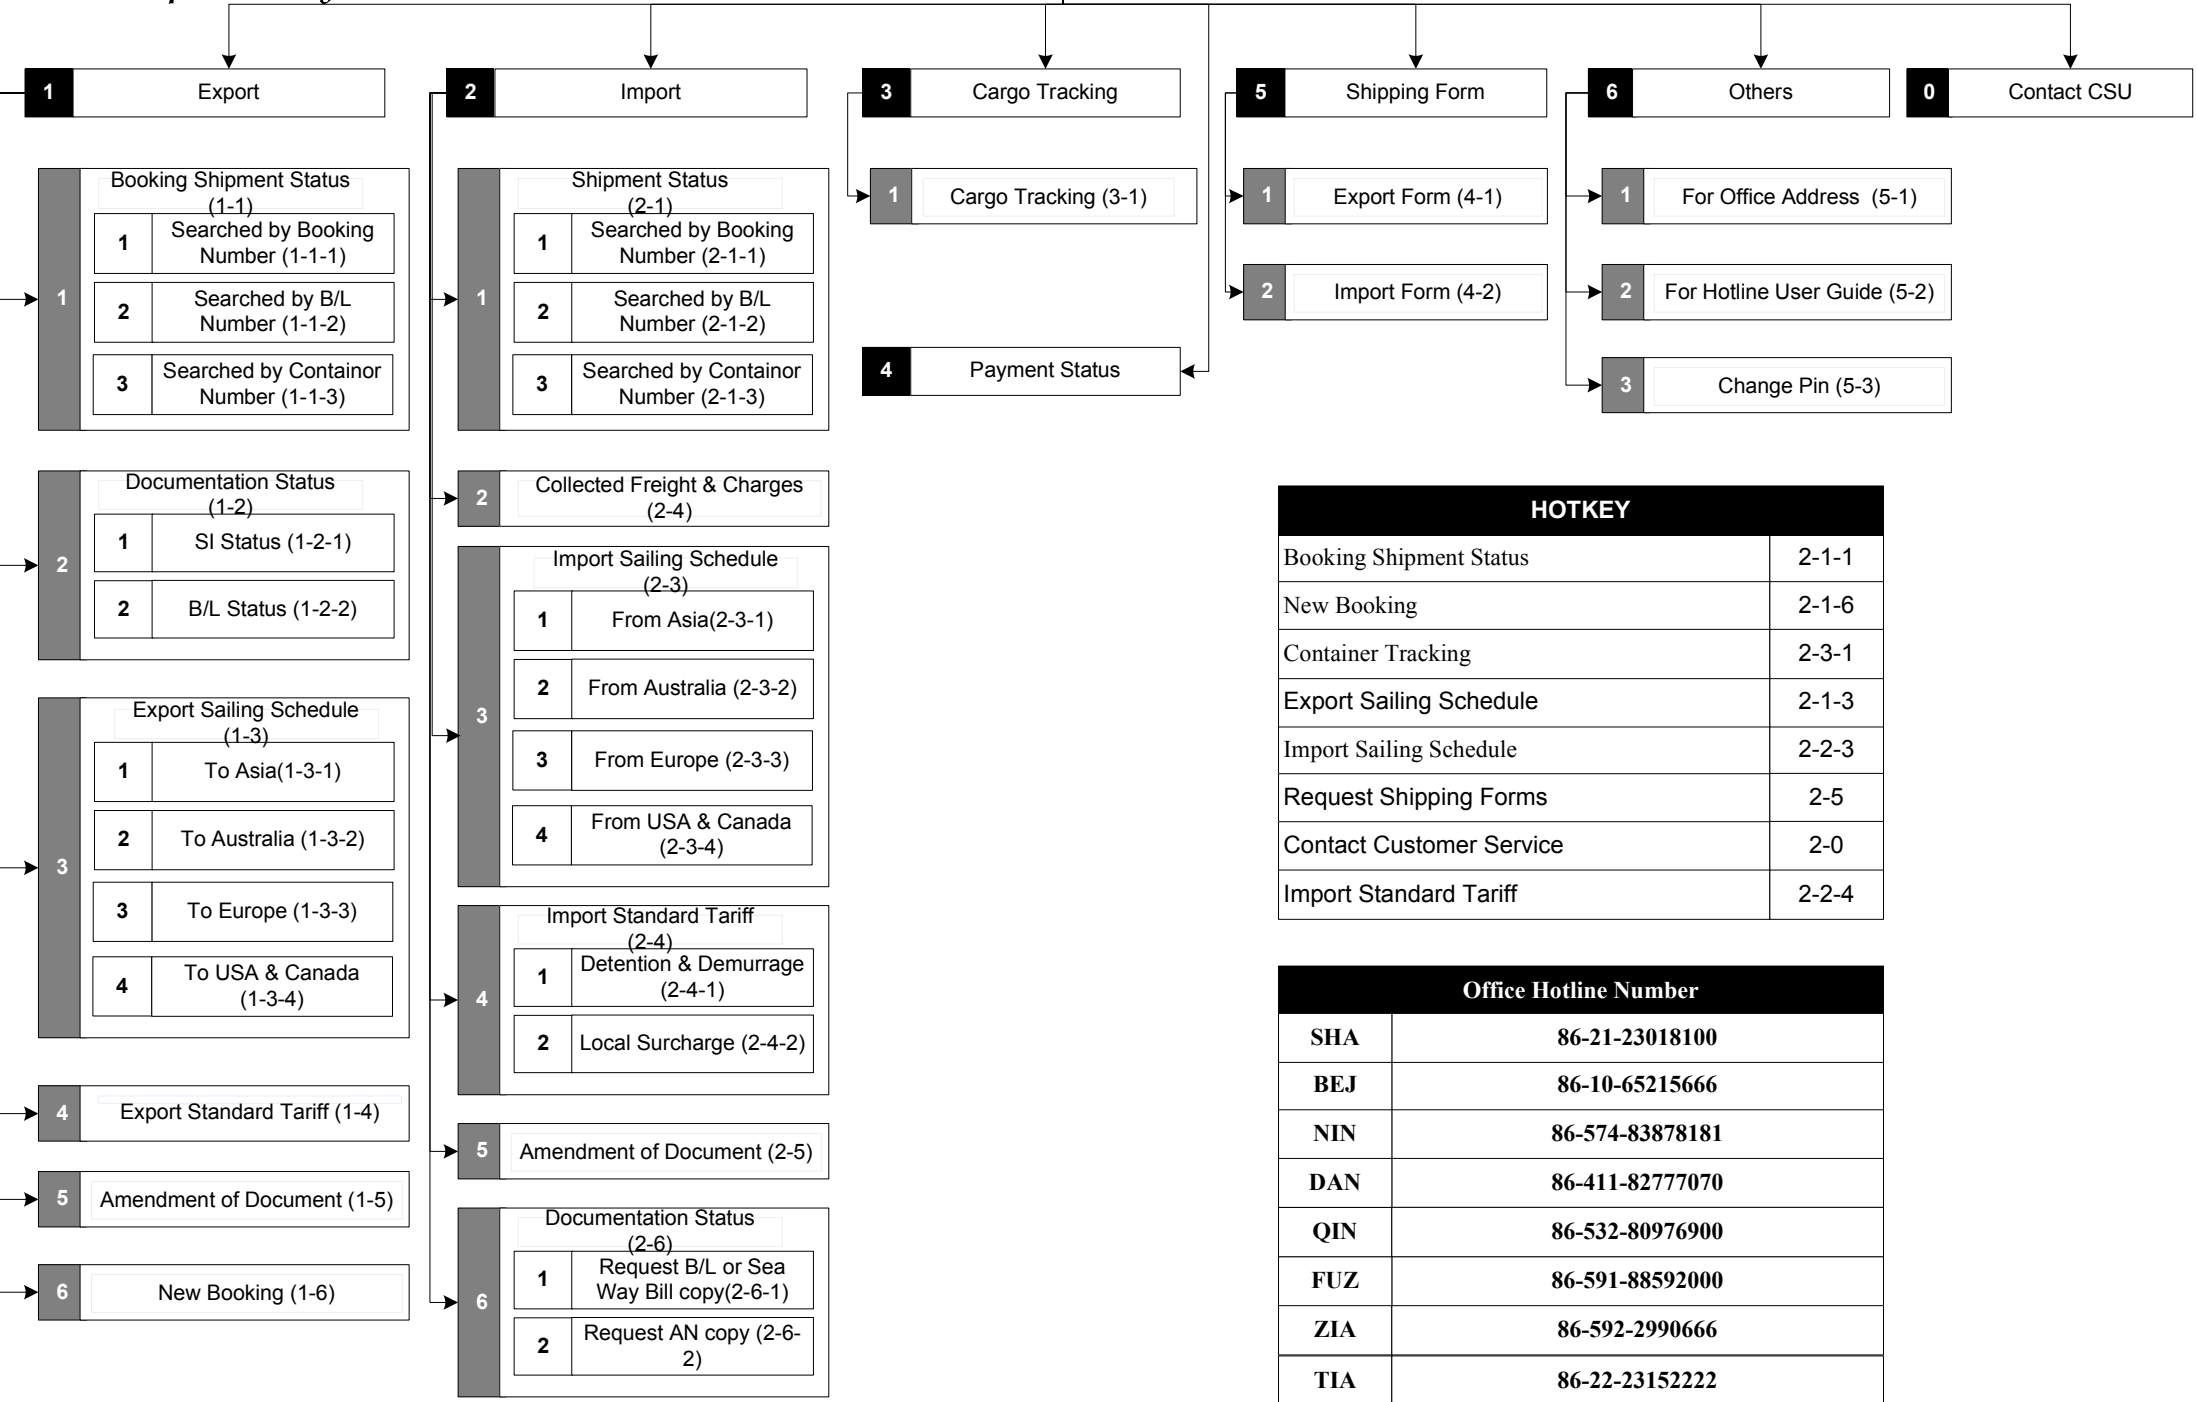 1 Export
2 Import
3 Cargo Tracking
5 Shipping Form
6 Others
0 Contact CSU
1
Booking Shipment Status
(1-1)
1 Searched by Booking
Number (1-1-1)
2 Searched by B/L
Number (1-1-2)
3 Searched by Containor
Number (1-1-3)
2
Documentation Status
(1-2)
1 SI Status (1-2-1)
2 B/L Status (1-2-2)
3
Export Sailing Schedule
(1-3)
1 To Asia(1-3-1)
2 To Australia (1-3-2)
3 To Europe (1-3-3)
4 To USA & Canada
(1-3-4)
4 Export Standard Tariff (1-4)
5 Amendment of Document (1-5)
6 New Booking (1-6)
1
Shipment Status
(2-1)
1 Searched by Booking
Number (2-1-1)
2 Searched by B/L
Number (2-1-2)
3 Searched by Containor
Number (2-1-3)
2 Collected Freight & Charges
(2-4)
3
Import Sailing Schedule
(2-3)
1 From Asia(2-3-1)
2 From Australia (2-3-2)
3 From Europe (2-3-3)
4 From USA & Canada
(2-3-4)
4
Import Standard Tariff
(2-4)
1 Detention & Demurrage
(2-4-1)
2 Local Surcharge (2-4-2)
5 Amendment of Document (2-5)
6
Documentation Status
(2-6)
1 Request B/L or Sea
Way Bill copy(2-6-1)
2 Request AN copy (2-6-
2)
1 Cargo Tracking (3-1)
4 Payment Status
1 Export Form (4-1)
2 Import Form (4-2)
1 For Office Address (5-1)
2 For Hotline User Guide (5-2)
3 Change Pin (5-3)
HOTKEY
Booking Shipment Status 2-1-1
New Booking 2-1-6
Container Tracking 2-3-1
Export Sailing Schedule 2-1-3
Import Sailing Schedule 2-2-3
Request Shipping Forms 2-5
Contact Customer Service 2-0
Import Standard Tariff 2-2-4
Office Hotline Number
SHA 86-21-23018100
BEJ 86-10-65215666
NIN 86-574-83878181
DAN 86-411-82777070
QIN 86-532-80976900
FUZ 86-591-88592000
ZIA 86-592-2990666
TIA 86-22-23152222